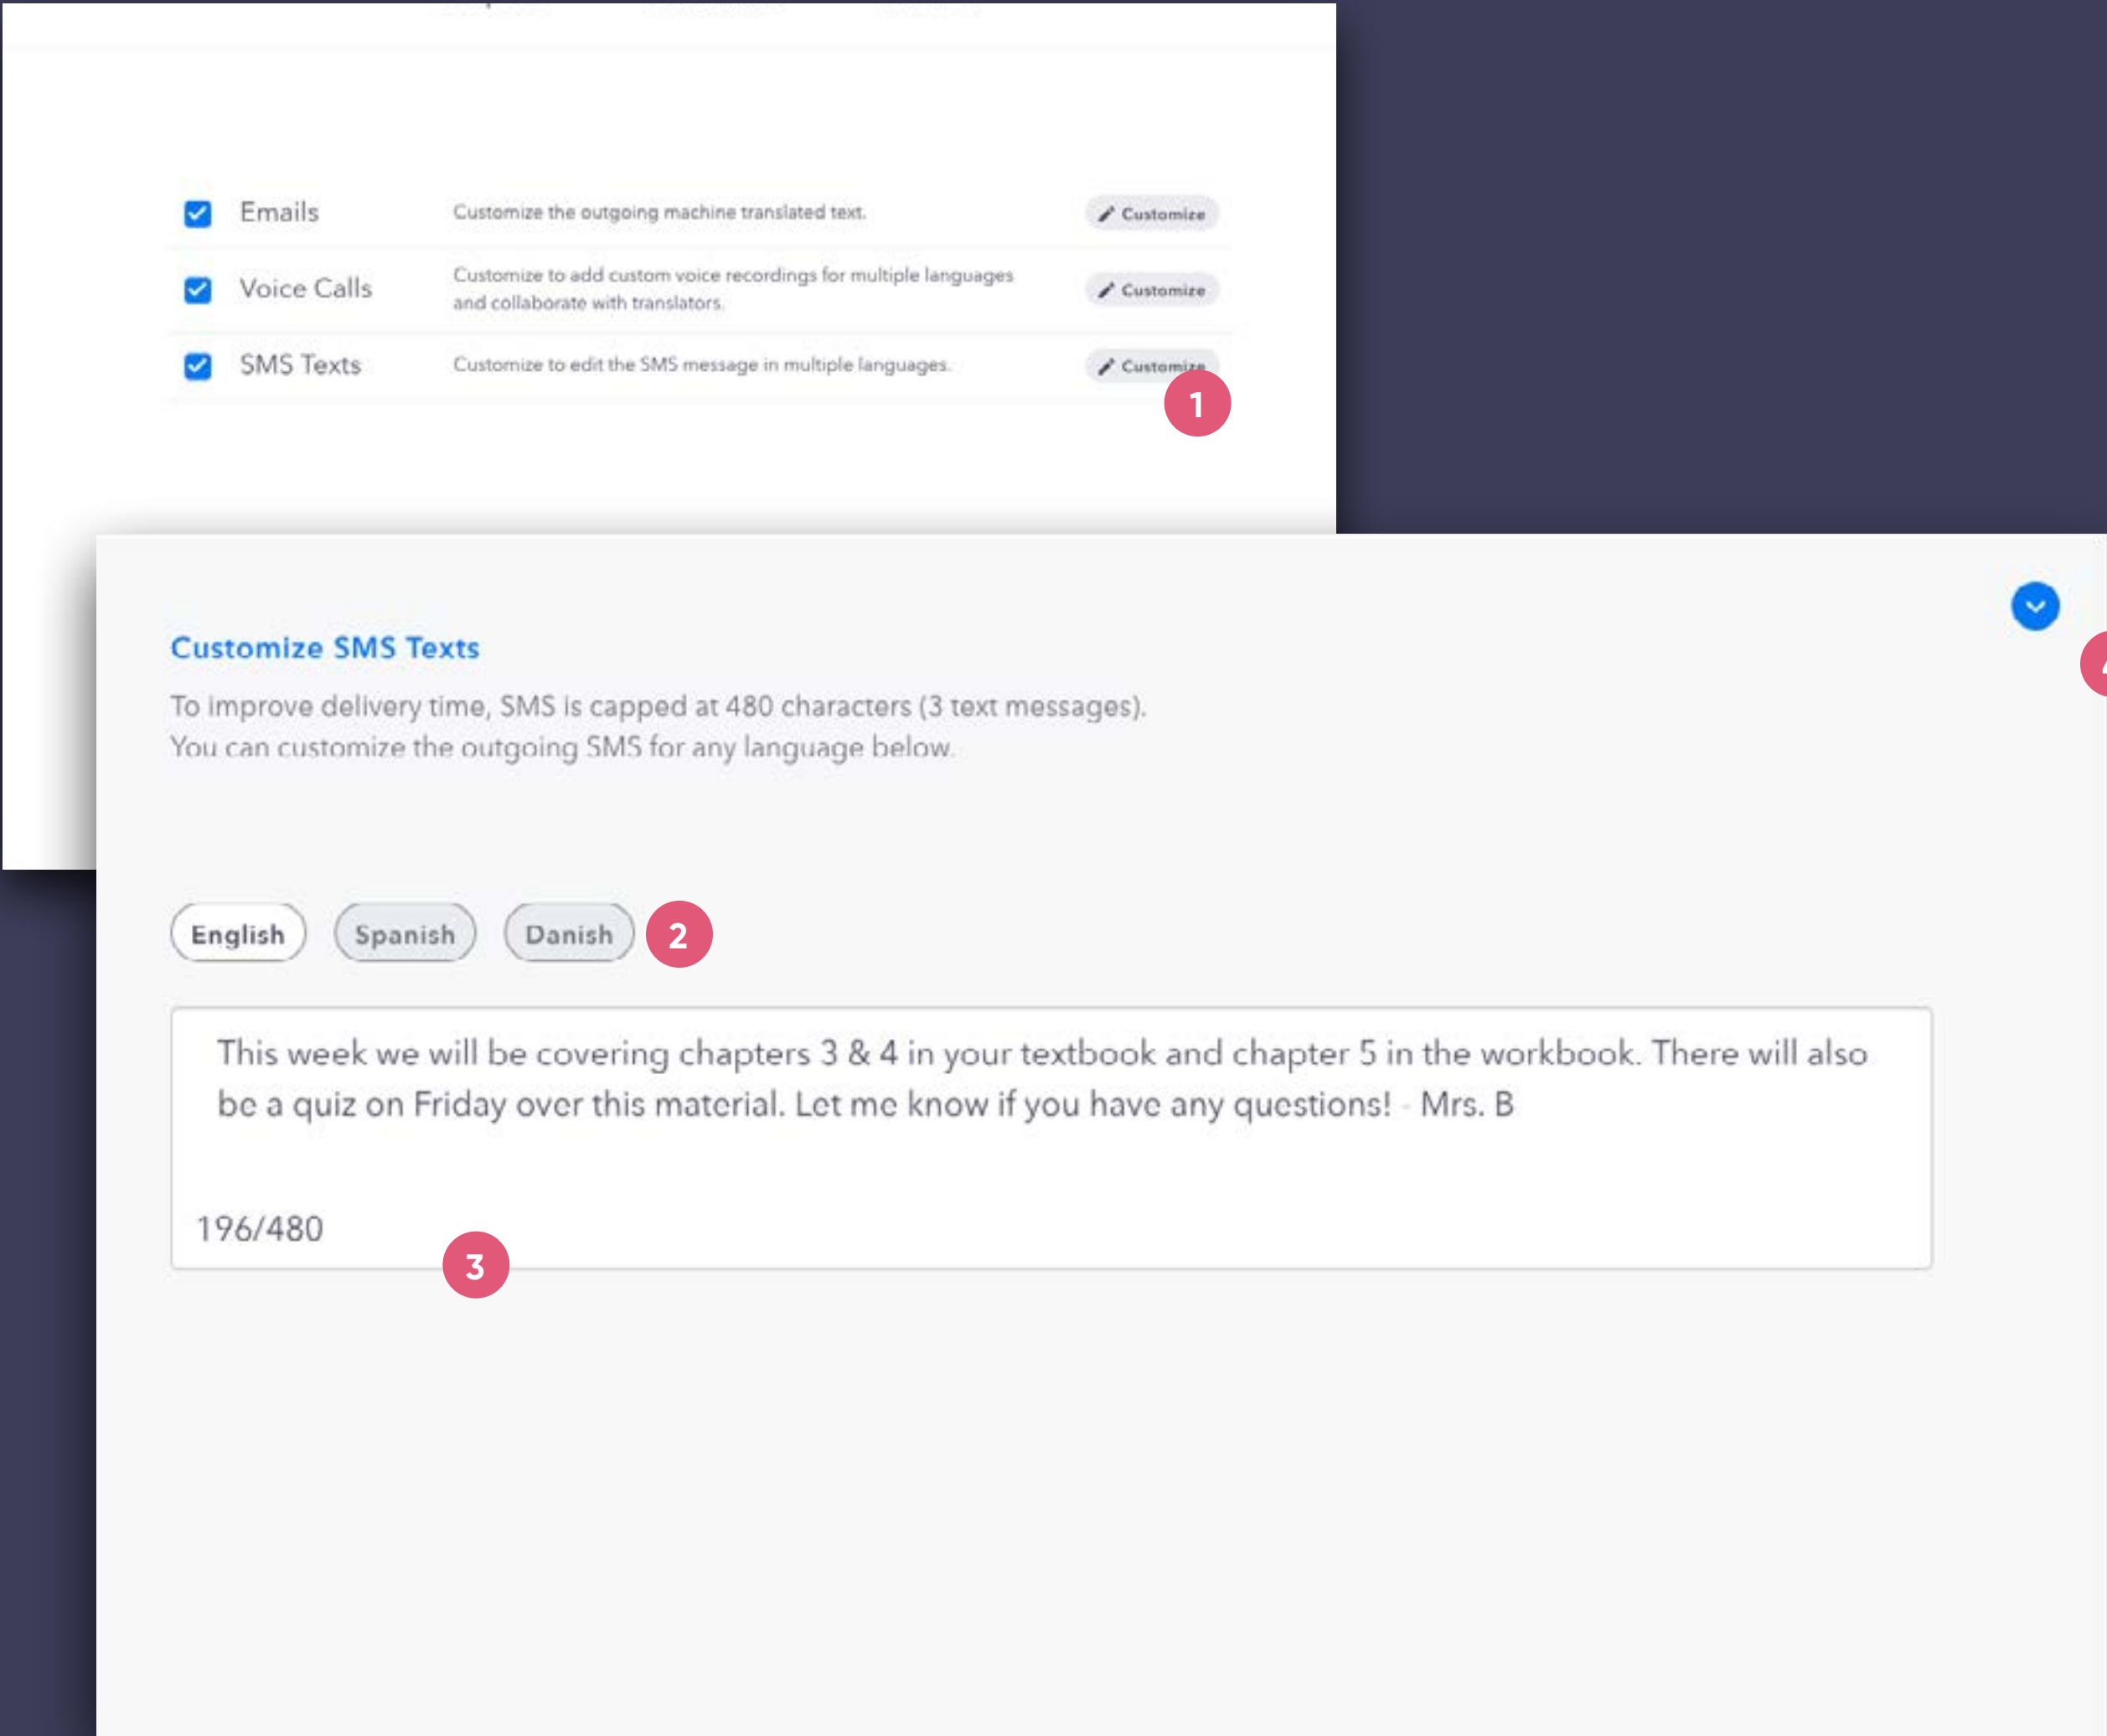 Emails
Customize the outgoing machine translated text.
Customize
Voice Calls
Customize to add custom voice recordings for multiple languages
and collaborate with translators.
Customize
SMS Texts
Customize to edit the SMS message in multiple languages.
Customize
1
Customize SMS Texts
To improve delivery time, SMS is capped at 480 characters (3 text messages).
You can customize the outgoing SMS for any language below.
English
Spanish
Danish
2
This week we will be covering chapters 3 & 4 in your textbook and chapter 5 in the workbook. There will also
be a quiz on Friday over this material. Let me know if you have any questions! - Mrs. B
196/480
3